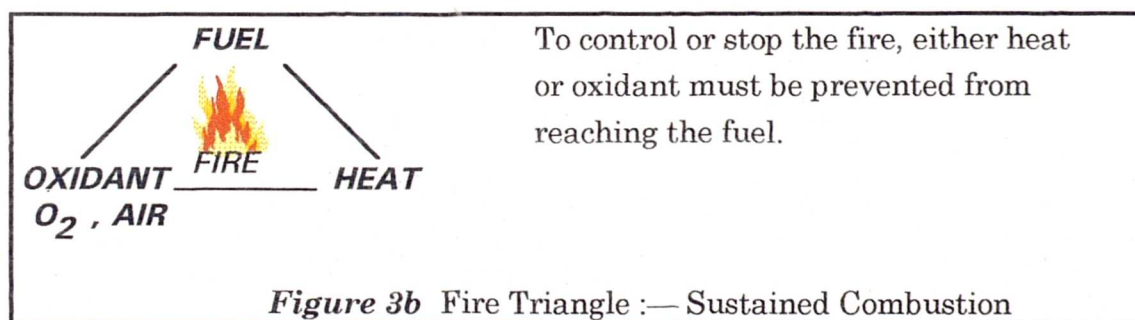 FUEL
To control or stop the fire, either heat
or oxidant must be prevented from
reaching the fuel.
FIRE
OXIDANT
HEAT
O₂ , AIR
Figure 3b Fire Triangle :— Sustained Combustion